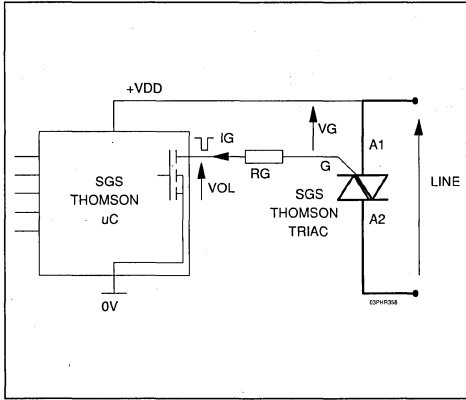 +VDD
IG
VG
A1
G
RG
VOL
LINE
SGS
THOMSON
uC
SGS
THOMSON
TRIAC
A2
0V
03PHR358